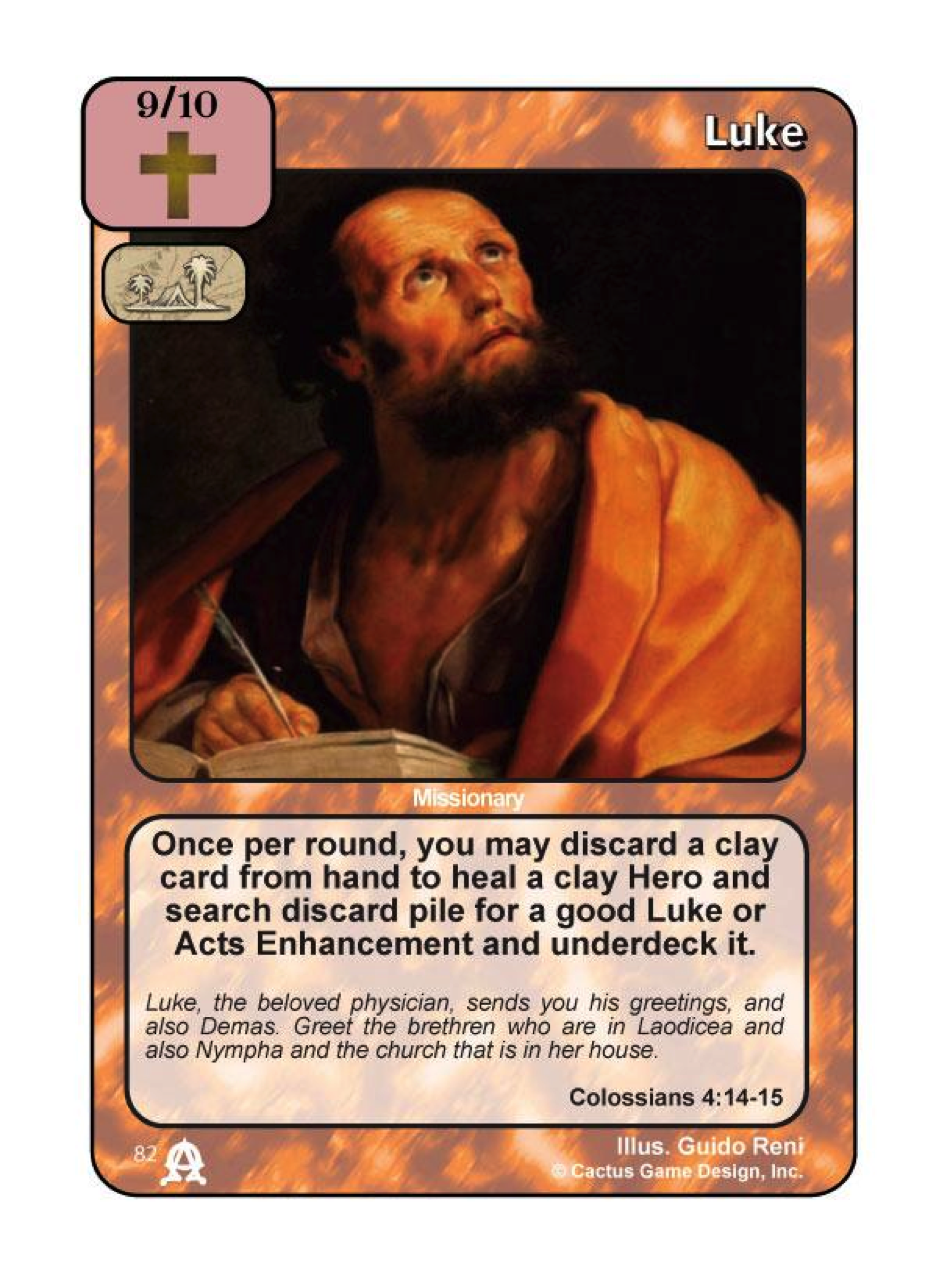 9/10
Luke
Missionary
Once per round, you may discard a clay
card from hand to heal a clay Hero and
search discard pile for a good Luke or
Acts Enhancement and underdeck it.
Luke, the beloved physician, sends you his greetings, and
also Demas. Greet the brethren who are in Laodicea and
also Nympha and the church that is in her house.
Colossians 4:14-15
82
Illus. Guido Reni
© Cactus Game Design, Inc.